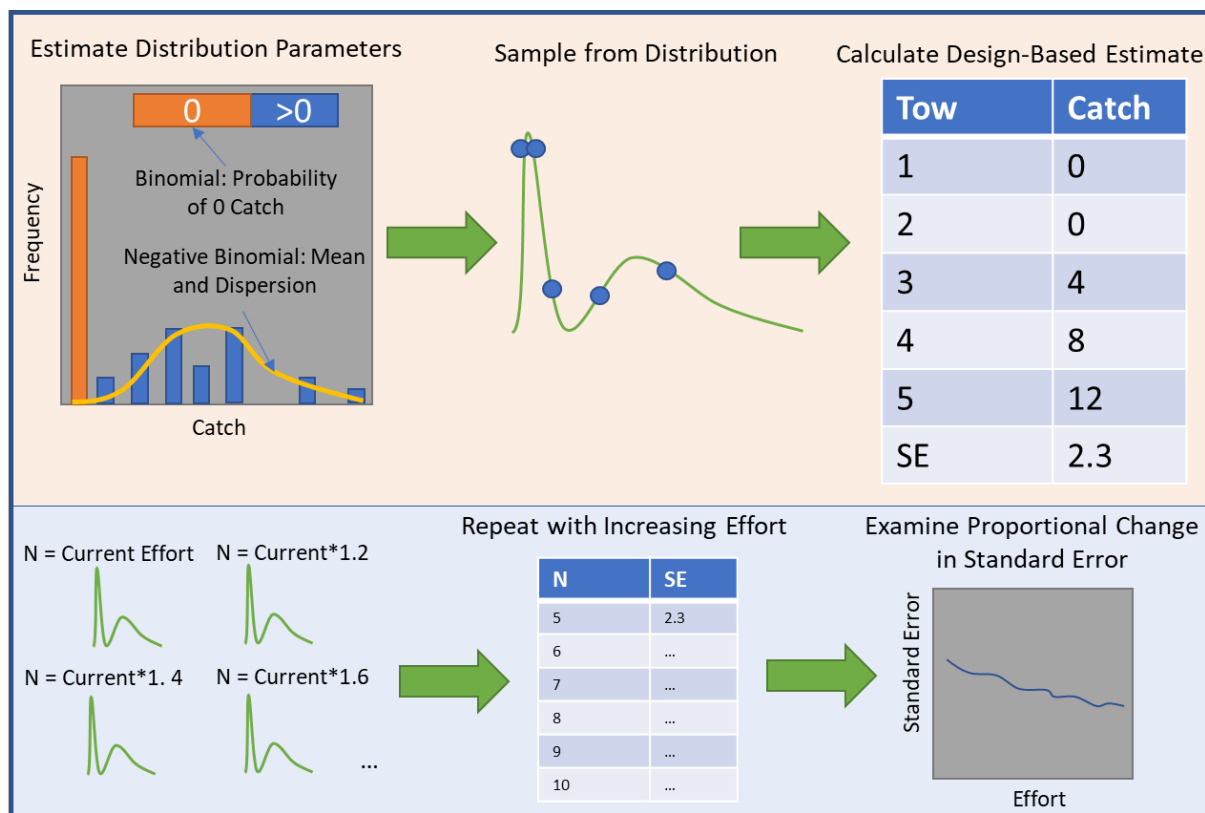 Estimate Distribution Parameters
0 >0
Binomial: Probability
of 0 Catch
Negative Binomial: Mean
and Dispersion
Frequency
Catch
Sample from Distribution
Calculate Design-Based Estimate
Tow Catch
1 0
2 0
3 4
4 8
5 12
SE 2.3
N = Current Effort
N = Current*1.2
N = Current*1. 4
N = Current*1.6
...
Repeat with Increasing Effort
N SE
5 2.3
6 ...
7 ...
8 ...
9 ...
10 ...
Examine Proportional Change
in Standard Error
Standard Error
Effort